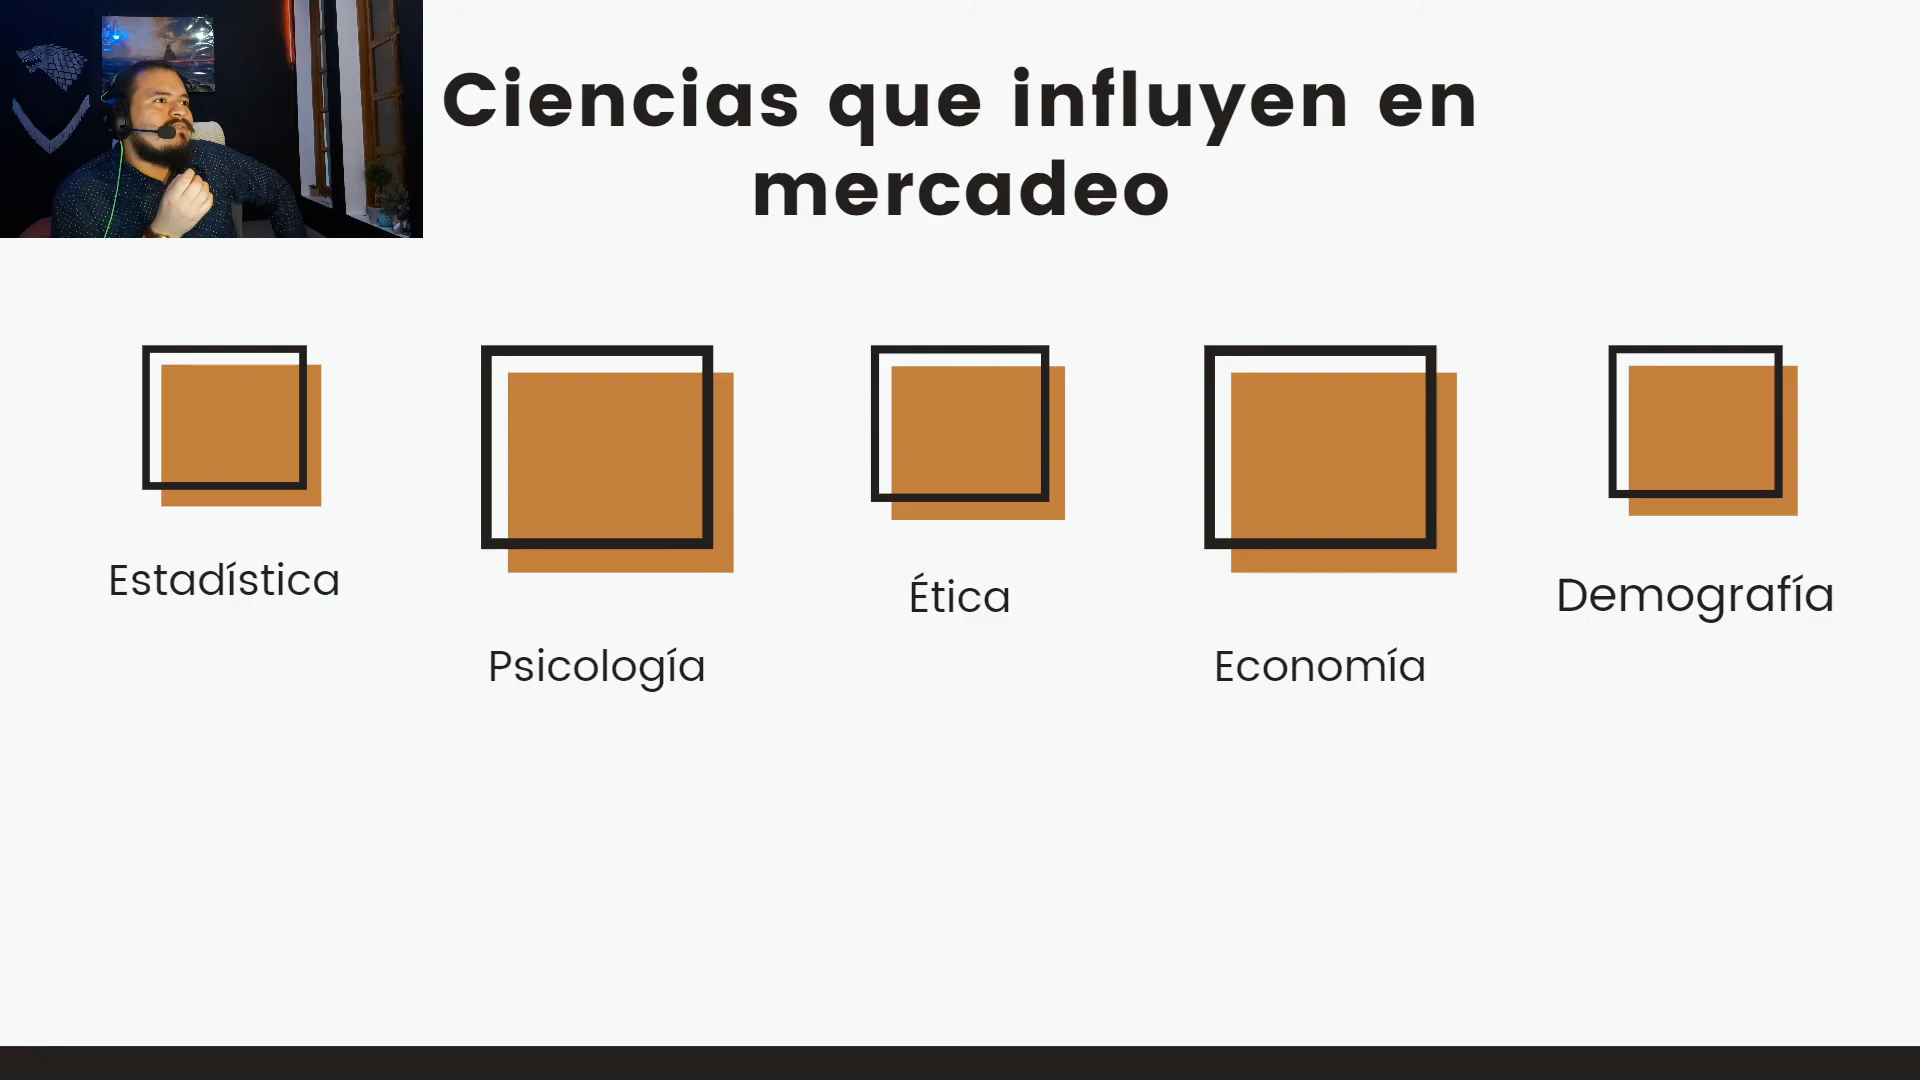 Ciencias que influyen en
mercadeo
Estadística
Psicología
Ética
Economía
Demografía